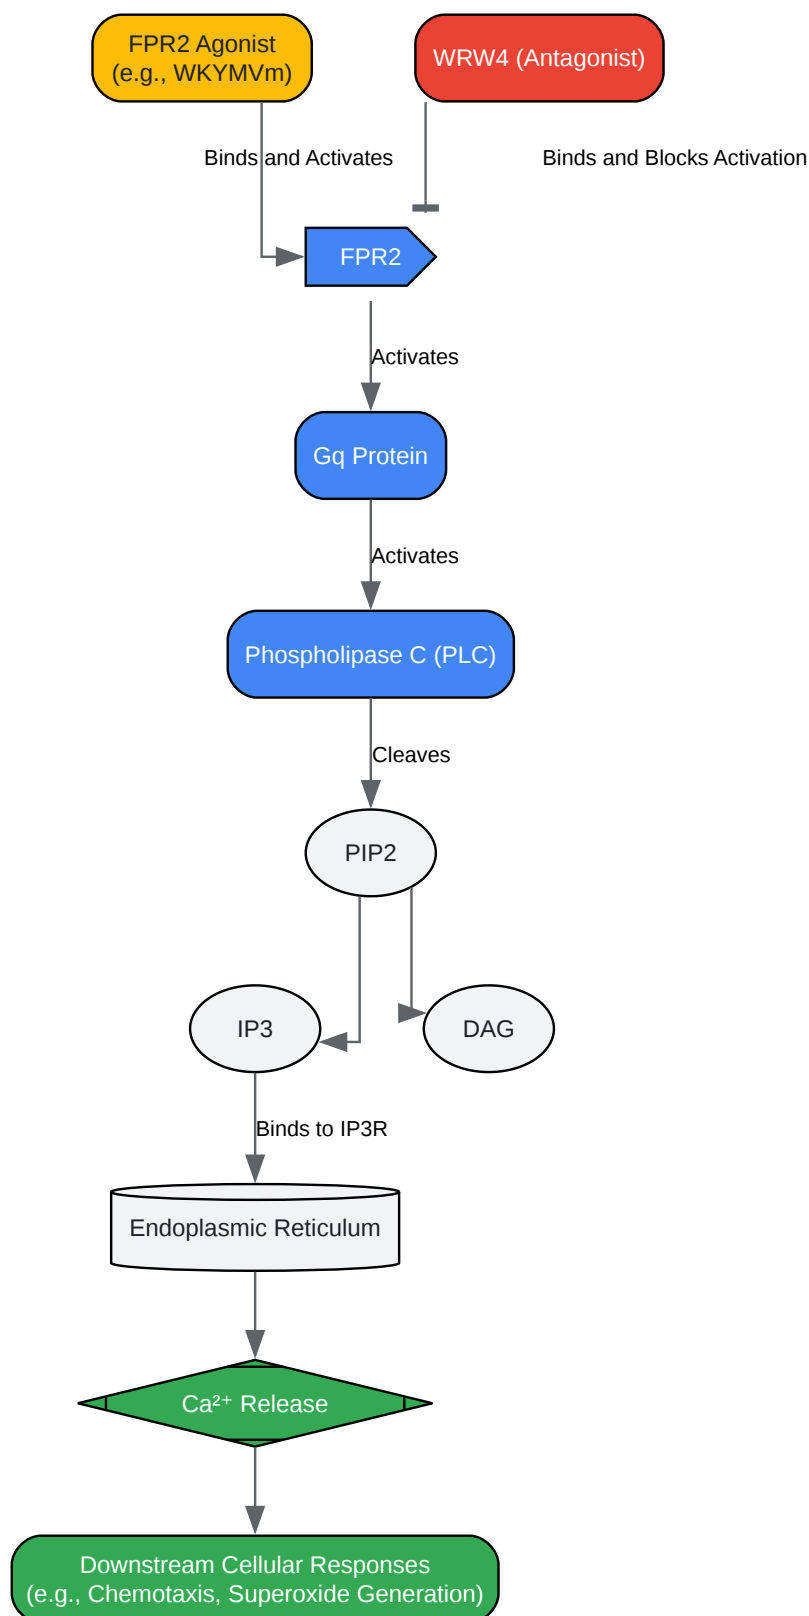 FPR2 Agonist
(e.g., WKYMVm)
WRW4 (Antagonist)
Binds and Activates
Binds and Blocks Activation
FPR2
Activates
Gq Protein
Activates
Phospholipase C (PLC)
Cleaves
PIP2
IP3
DAG
Binds to IP3R
Endoplasmic Reticulum
Ca²⁺ Release
Downstream Cellular Responses
(e.g., Chemotaxis, Superoxide Generation)